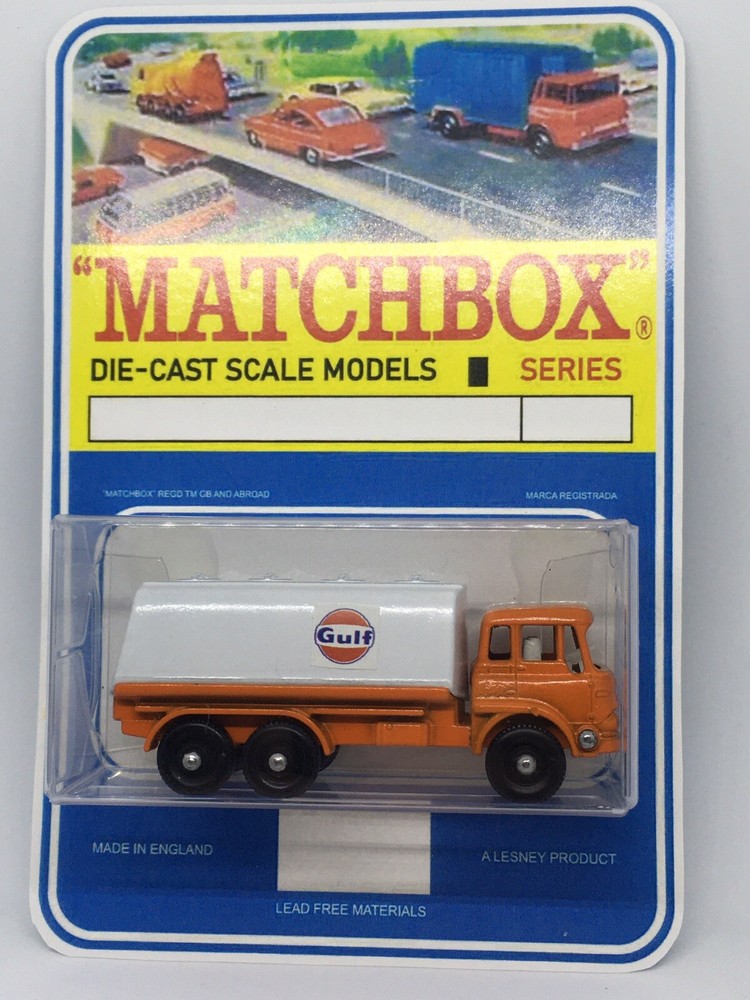 "MATCHBOX"®
DIE-CAST SCALE MODELS SERIES
"MATCHBOX" REGD TM GB AND ABROAD MARCA REGISTRADA
Gulf
MADE IN ENGLAND A LESNEY PRODUCT
LEAD FREE MATERIALS